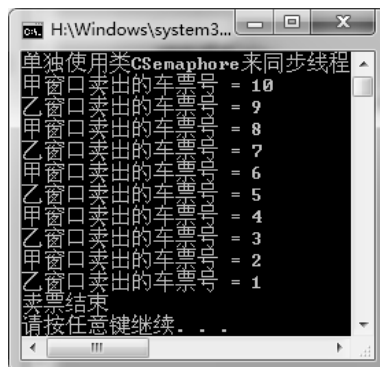 H:\Windows\system3...
单独使用类CSemaphore来同步线程
甲窗口卖出的车票号 = 10
乙窗口卖出的车票号 = 9
甲窗口卖出的车票号 = 8
乙窗口卖出的车票号 = 7
甲窗口卖出的车票号 = 6
乙窗口卖出的车票号 = 5
甲窗口卖出的车票号 = 4
乙窗口卖出的车票号 = 3
甲窗口卖出的车票号 = 2
乙窗口卖出的车票号 = 1
卖票结束
请按任意键继续. . .